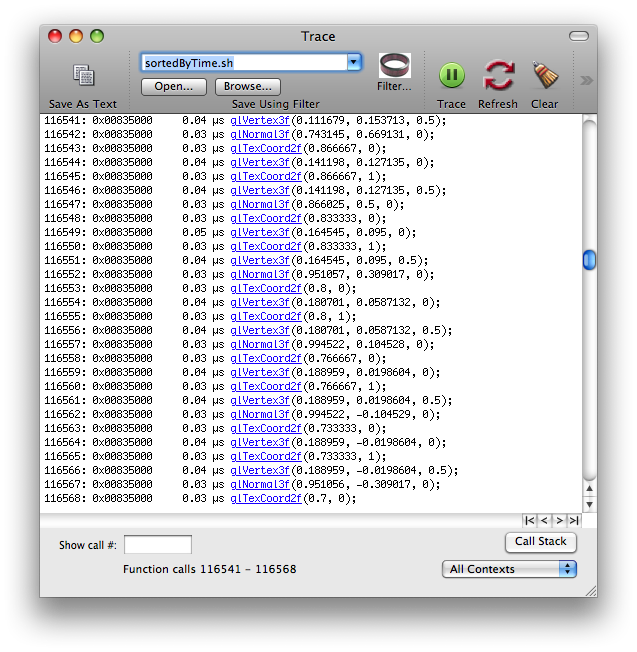 Trace
sortedByTime.sh
Open... Browse... Filter...
Save As Text Save Using Filter Trace Refresh Clear
116541: 0x00835000 0.04 µs glVertex3f(0.111679, 0.153713, 0.5);
116542: 0x00835000 0.03 µs glNormal3f(0.743145, 0.669131, 0);
116543: 0x00835000 0.03 µs glTexCoord2f(0.866667, 0);
116544: 0x00835000 0.04 µs glVertex3f(0.141198, 0.127135, 0);
116545: 0x00835000 0.03 µs glTexCoord2f(0.866667, 1);
116546: 0x00835000 0.04 µs glVertex3f(0.141198, 0.127135, 0.5);
116547: 0x00835000 0.03 µs glNormal3f(0.866025, 0.5, 0);
116548: 0x00835000 0.03 µs glTexCoord2f(0.833333, 0);
116549: 0x00835000 0.05 µs glVertex3f(0.164545, 0.095, 0);
116550: 0x00835000 0.03 µs glTexCoord2f(0.833333, 1);
116551: 0x00835000 0.04 µs glVertex3f(0.164545, 0.095, 0.5);
116552: 0x00835000 0.03 µs glNormal3f(0.951057, 0.309017, 0);
116553: 0x00835000 0.03 µs glTexCoord2f(0.8, 0);
116554: 0x00835000 0.04 µs glVertex3f(0.180701, 0.0587132, 0);
116555: 0x00835000 0.03 µs glTexCoord2f(0.8, 1);
116556: 0x00835000 0.04 µs glVertex3f(0.180701, 0.0587132, 0.5);
116557: 0x00835000 0.03 µs glNormal3f(0.994522, 0.104528, 0);
116558: 0x00835000 0.03 µs glTexCoord2f(0.766667, 0);
116559: 0x00835000 0.04 µs glVertex3f(0.188959, 0.0198604, 0);
116560: 0x00835000 0.03 µs glTexCoord2f(0.766667, 1);
116561: 0x00835000 0.04 µs glVertex3f(0.188959, 0.0198604, 0.5);
116562: 0x00835000 0.03 µs glNormal3f(0.994522, -0.104529, 0);
116563: 0x00835000 0.03 µs glTexCoord2f(0.733333, 0);
116564: 0x00835000 0.04 µs glVertex3f(0.188959, -0.0198604, 0);
116565: 0x00835000 0.03 µs glTexCoord2f(0.733333, 1);
116566: 0x00835000 0.04 µs glVertex3f(0.188959, -0.0198604, 0.5);
116567: 0x00835000 0.03 µs glNormal3f(0.951056, -0.309017, 0);
116568: 0x00835000 0.03 µs glTexCoord2f(0.7, 0);
Show call #: Call Stack
Function calls 116541 - 116568 All Contexts